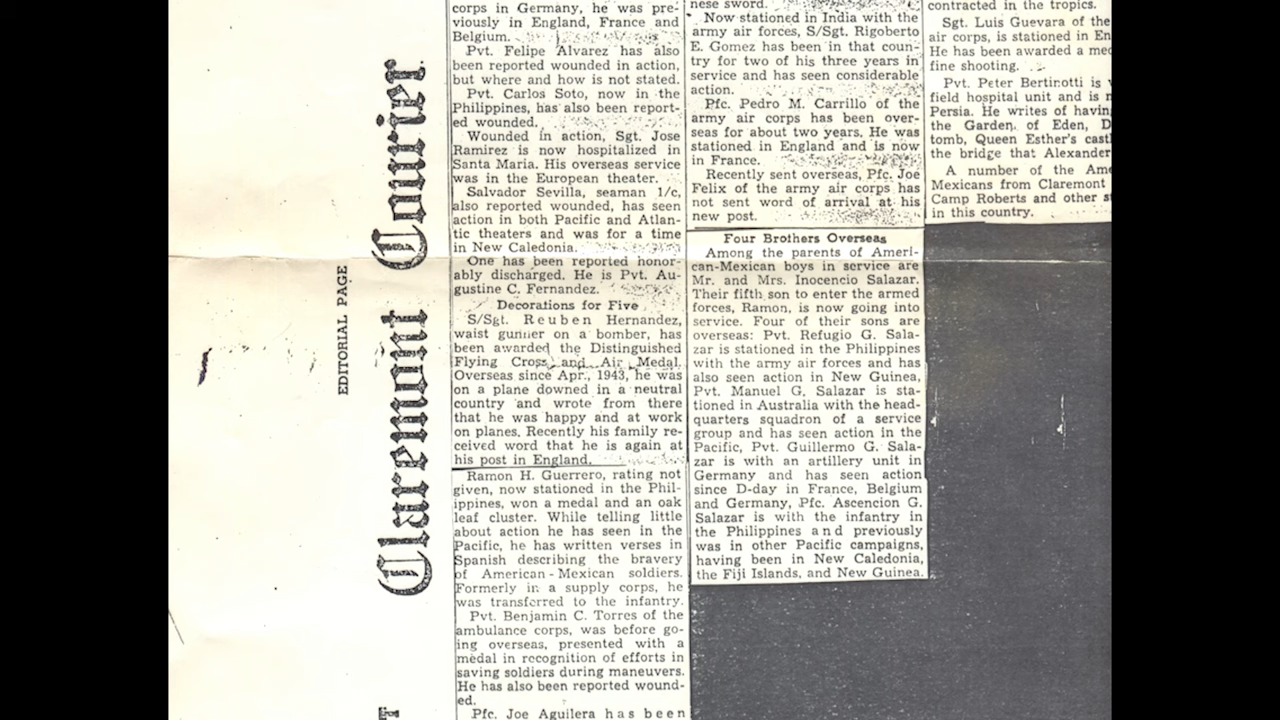 EDITORIAL PAGE
Claremont Courier
corps in Germany, he was pre-
viously in England, France and
Belgium.
Pvt. Felipe Alvarez has also
been reported wounded in action,
but where and how is not stated.
Pvt. Carlos Soto, now in the
Philippines, has also been report-
ed wounded.
Wounded in action, Sgt. Jose
Ramirez is now hospitalized in
Santa Maria. His overseas service
was in the European theater.
Salvador Sevilla, seaman 1/c,
also reported wounded, has seen
action in both Pacific and Atlan-
tic theaters and was for a time
in New Caledonia.
One has been reported honor-
ably discharged. He is Pvt. Au-
gustine C. Fernandez.
Decorations for Five
S/Sgt. Reuben Hernandez,
waist gunner on a bomber, has
been awarded the Distinguished
Flying Cross and Air Medal.
Overseas since Apr., 1943, he was
on a plane downed in a neutral
country and wrote from there
that he was happy and at work
on planes. Recently his family re-
ceived word that he is again at
his post in England.
Ramon H. Guerrero, rating not
given, now stationed in the Phil-
ippines, won a medal and an oak
leaf cluster. While telling little
about action he has seen in the
Pacific, he has written verses in
Spanish describing the bravery
of American-Mexican soldiers.
Formerly in a supply corps, he
was transferred to the infantry.
Pvt. Benjamin C. Torres of the
ambulance corps, was before go-
ing overseas, presented with a
medal in recognition of efforts in
saving soldiers during maneuvers.
He has also been reported wound-
ed.
Pfc. Joe Aguilera has been
nese sword.
Now stationed in India with the
army air forces, S/Sgt. Rigoberto
E. Gomez has been in that coun-
try for two of his three years in
service and has seen considerable
action.
Pfc. Pedro M. Carrillo of the
army air corps has been over-
seas for about two years. He was
stationed in England and is now
in France.
Recently sent overseas, Pfc. Joe
Felix of the army air corps has
not sent word of arrival at his
new post.
Four Brothers Overseas
Among the parents of Ameri-
can-Mexican boys in service are
Mr. and Mrs. Inocencio Salazar.
Their fifth son to enter the armed
forces, Ramon, is now going into
service. Four of their sons are
overseas: Pvt. Refugio G. Sala-
zar is stationed in the Philippines
with the army air forces and has
also seen action in New Guinea,
Pvt. Manuel G. Salazar is sta-
tioned in Australia with the head-
quarters squadron of a service
group and has seen action in the
Pacific, Pvt. Guillermo G. Sala-
zar is with an artillery unit in
Germany and has seen action
since D-day in France, Belgium
and Germany, Pfc. Ascencion G.
Salazar is with the infantry in
the Philippines and previously
was in other Pacific campaigns,
having been in New Caledonia,
the Fiji Islands, and New Guinea.
contracted in the tropics.
Sgt. Luis Guevara of the
air corps, is stationed in En
He has been awarded a med
fine shooting.
Pvt. Peter Bertinotti is
field hospital unit and is
Persia. He writes of having
the Garden of Eden, D
tomb, Queen Esther's cast
the bridge that Alexander
A number of the Ame
Mexicans from Claremont
Camp Roberts and other
in this country.